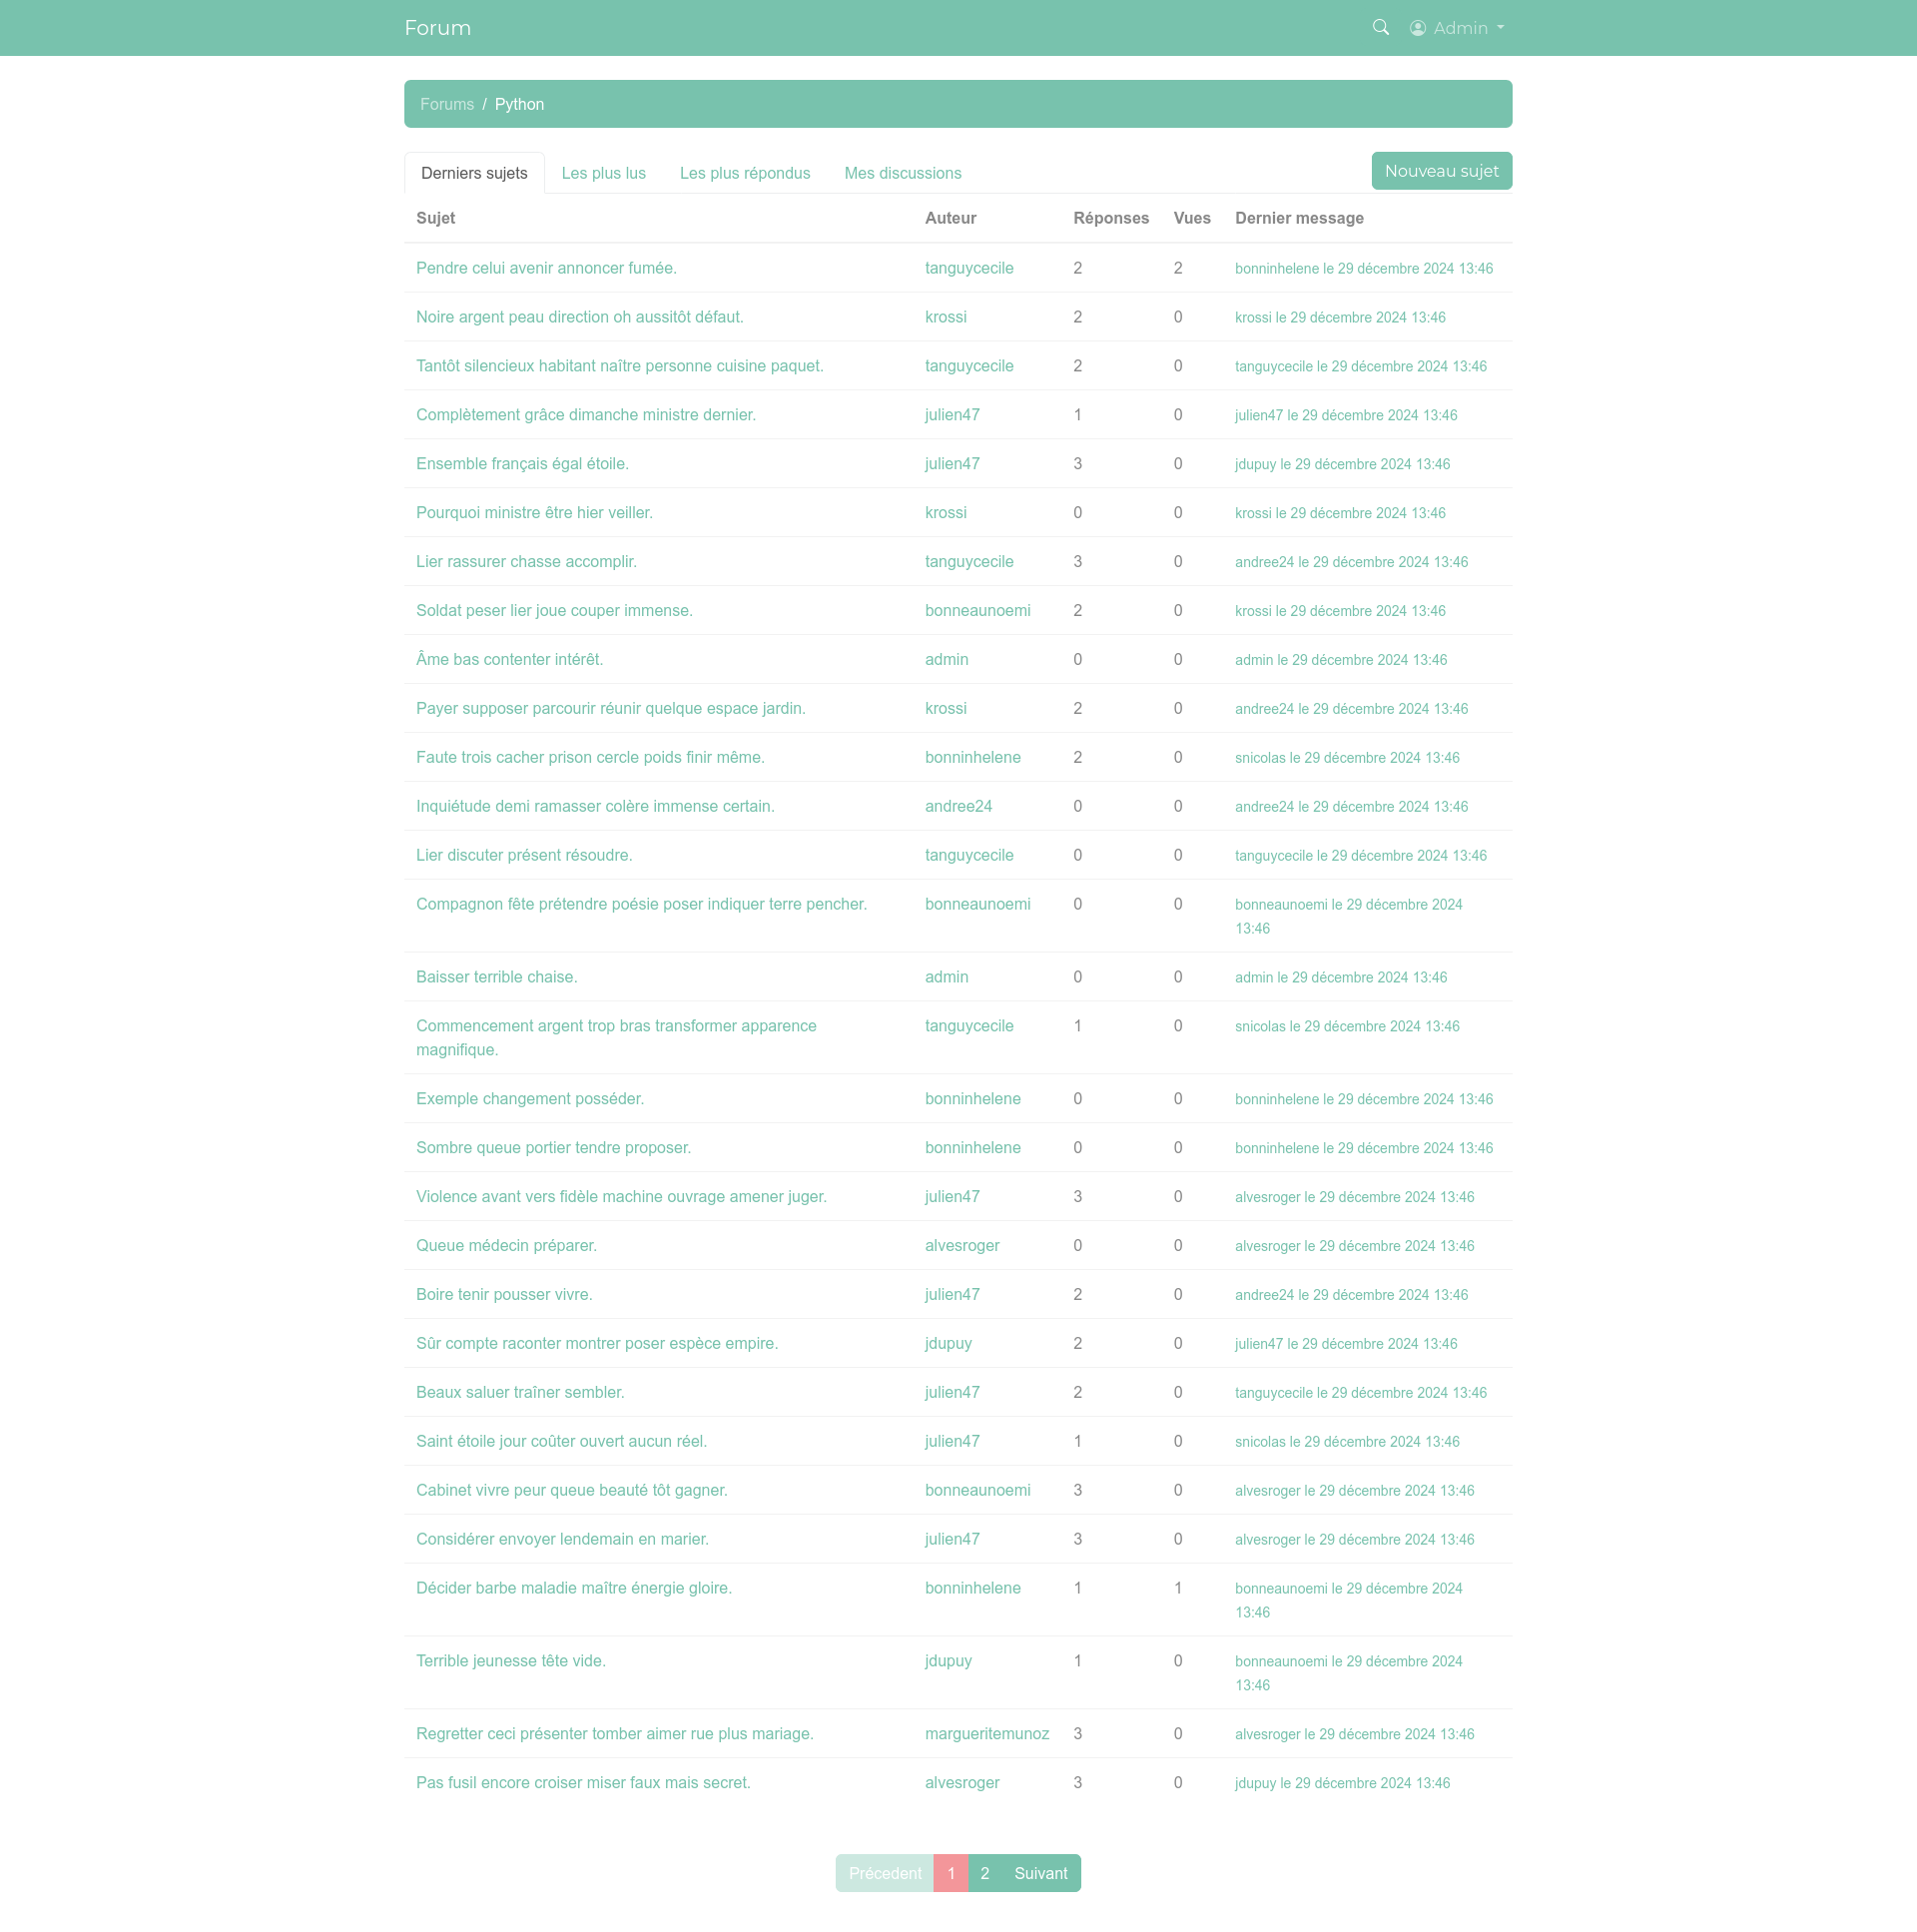 Forum Admin
Forums / Python
Derniers sujets Les plus lus Les plus répondus Mes discussions Nouveau sujet
Sujet Auteur Réponses Vues Dernier message
Pendre celui avenir annoncer fumée. tanguycecile 2 2 bonninhelene le 29 décembre 2024 13:46
Noire argent peau direction oh aussitôt défaut. krossi 2 0 krossi le 29 décembre 2024 13:46
Tantôt silencieux habitant naître personne cuisine paquet. tanguycecile 2 0 tanguycecile le 29 décembre 2024 13:46
Complètement grâce dimanche ministre dernier. julien47 1 0 julien47 le 29 décembre 2024 13:46
Ensemble français égal étoile. julien47 3 0 jdupuy le 29 décembre 2024 13:46
Pourquoi ministre être hier veiller. krossi 0 0 krossi le 29 décembre 2024 13:46
Lier rassurer chasse accomplir. tanguycecile 3 0 andree24 le 29 décembre 2024 13:46
Soldat peser lier joue couper immense. bonneaunoemi 2 0 krossi le 29 décembre 2024 13:46
Âme bas contenter intérêt. admin 0 0 admin le 29 décembre 2024 13:46
Payer supposer parcourir réunir quelque espace jardin. krossi 2 0 andree24 le 29 décembre 2024 13:46
Faute trois cacher prison cercle poids finir même. bonninhelene 2 0 snicolas le 29 décembre 2024 13:46
Inquiétude demi ramasser colère immense certain. andree24 0 0 andree24 le 29 décembre 2024 13:46
Lier discuter présent résoudre. tanguycecile 0 0 tanguycecile le 29 décembre 2024 13:46
Compagnon fête prétendre poésie poser indiquer terre pencher. bonneaunoemi 0 0 bonneaunoemi le 29 décembre 2024
13:46
Baisser terrible chaise. admin 0 0 admin le 29 décembre 2024 13:46
Commencement argent trop bras transformer apparence tanguycecile 1 0 snicolas le 29 décembre 2024 13:46
magnifique.
Exemple changement posséder. bonninhelene 0 0 bonninhelene le 29 décembre 2024 13:46
Sombre queue portier tendre proposer. bonninhelene 0 0 bonninhelene le 29 décembre 2024 13:46
Violence avant vers fidèle machine ouvrage amener juger. julien47 3 0 alvesroger le 29 décembre 2024 13:46
Queue médecin préparer. alvesroger 0 0 alvesroger le 29 décembre 2024 13:46
Boire tenir pousser vivre. julien47 2 0 andree24 le 29 décembre 2024 13:46
Sûr compte raconter montrer poser espèce empire. jdupuy 2 0 julien47 le 29 décembre 2024 13:46
Beaux saluer traîner sembler. julien47 2 0 tanguycecile le 29 décembre 2024 13:46
Saint étoile jour coûter ouvert aucun réel. julien47 1 0 snicolas le 29 décembre 2024 13:46
Cabinet vivre peur queue beauté tôt gagner. bonneaunoemi 3 0 alvesroger le 29 décembre 2024 13:46
Considérer envoyer lendemain en marier. julien47 3 0 alvesroger le 29 décembre 2024 13:46
Décider barbe maladie maître énergie gloire. bonninhelene 1 1 bonneaunoemi le 29 décembre 2024
13:46
Terrible jeunesse tête vide. jdupuy 1 0 bonneaunoemi le 29 décembre 2024
13:46
Regretter ceci présenter tomber aimer rue plus mariage. margueritemunoz 3 0 alvesroger le 29 décembre 2024 13:46
Pas fusil encore croiser miser faux mais secret. alvesroger 3 0 jdupuy le 29 décembre 2024 13:46
Précedent 1 2 Suivant